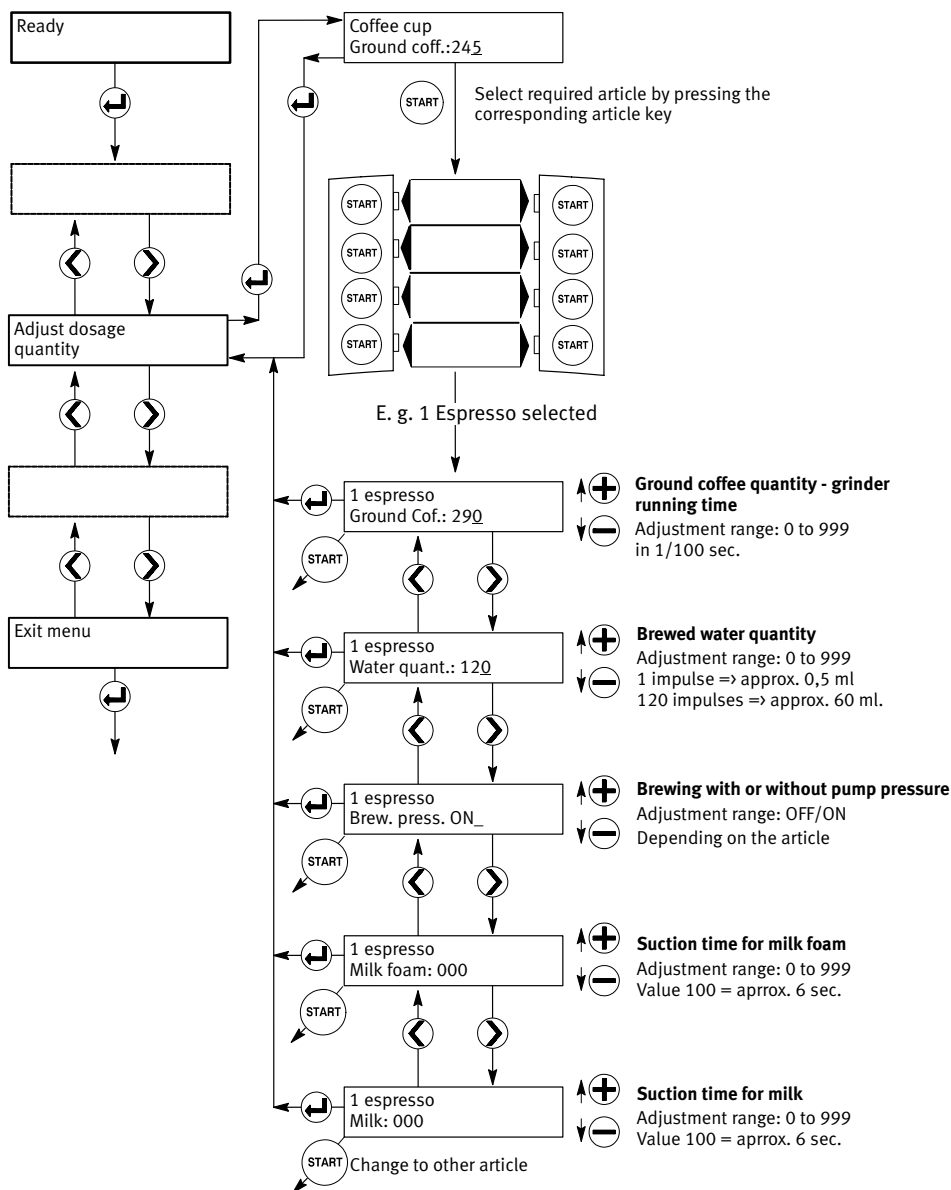 Ready
Coffee cup
Ground coff.:245
START
Select required article by pressing the
corresponding article key
START
START
START
START
START
START
START
START
Adjust dosage
quantity
E. g. 1 Espresso selected
1 espresso
Ground Cof.: 290
START
Ground coffee quantity - grinder
running time
Adjustment range: 0 to 999
in 1/100 sec.
Exit menu
1 espresso
Water quant.: 120
START
Brewed water quantity
Adjustment range: 0 to 999
1 impulse => approx. 0,5 ml
120 impulses => approx. 60 ml.
1 espresso
Brew. press. ON_
START
Brewing with or without pump pressure
Adjustment range: OFF/ON
Depending on the article
1 espresso
Milk foam: 000
START
Suction time for milk foam
Adjustment range: 0 to 999
Value 100 = aprrox. 6 sec.
1 espresso
Milk: 000
START
Change to other article
Suction time for milk
Adjustment range: 0 to 999
Value 100 = aprrox. 6 sec.